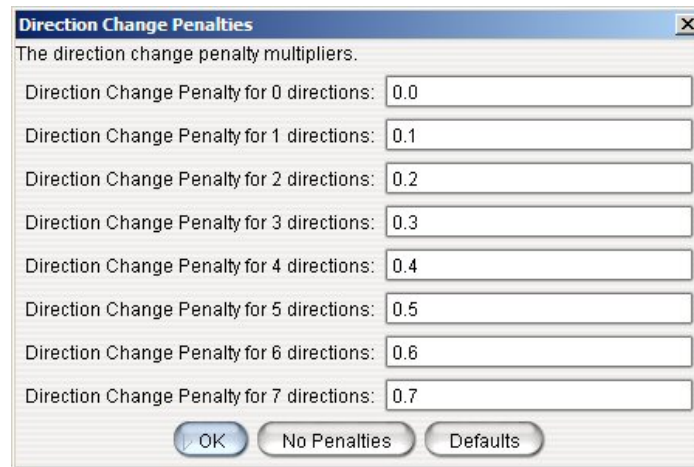 Direction Change Penalties
The direction change penalty multipliers.
Direction Change Penalty for 0 directions: 0.0
Direction Change Penalty for 1 directions: 0.1
Direction Change Penalty for 2 directions: 0.2
Direction Change Penalty for 3 directions: 0.3
Direction Change Penalty for 4 directions: 0.4
Direction Change Penalty for 5 directions: 0.5
Direction Change Penalty for 6 directions: 0.6
Direction Change Penalty for 7 directions: 0.7
OK No Penalties Defaults